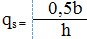 qs = 0,5b
h